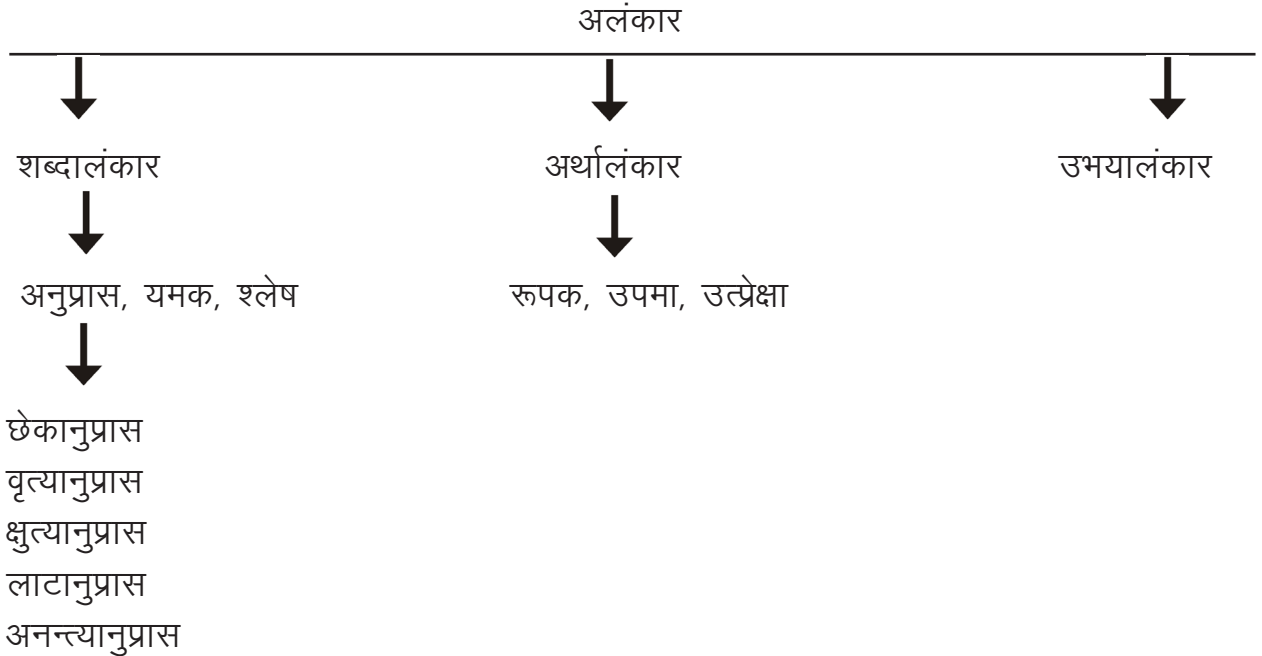 अलंकार
शब्दालंकार अर्थालंकार उभयालंकार
अनुप्रास, यमक, श्लेष रूपक, उपमा, उत्प्रेक्षा
छेकानुप्रास
वृत्यानुप्रास
क्षुत्यानुप्रास
लाटानुप्रास
अनन्त्यानुप्रास